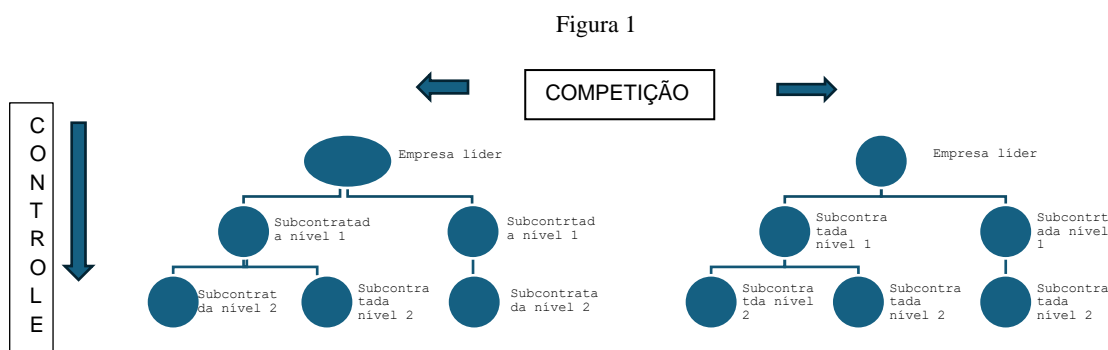 Figura 1
COMPETIÇÃO
C
O
N
T
R
O
L
E
Empresa líder
Subcontratad
a nível 1
Subcontrtad
a nível 1
Subcontrat
da nível 2
Subcontra
tada
nível 2
Subcontrata
da nível 2
Empresa líder
Subcontra
tada
nível 1
Subcontrt
ada nível
1
Subcontra
tda nível
2
Subcontra
tada
nível 2
Subcontra
tada
nível 2